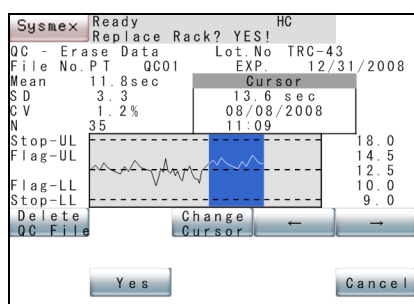 Sysmex Ready HC
Replace Rack? YES!
QC - Erase Data Lot.No TRC-43
File No.PT QC01 EXP. 12/31/2008
Mean 11.8sec Cursor
SD 3.3 13.6 sec
CV 1.2% 08/08/2008
N 35 11:09
Stop-UL 18.0
Flag-UL 14.5
12.5
Flag-LL 10.0
Stop-LL 9.0
Delete QC File Change Cursor ← →
Yes Cancel